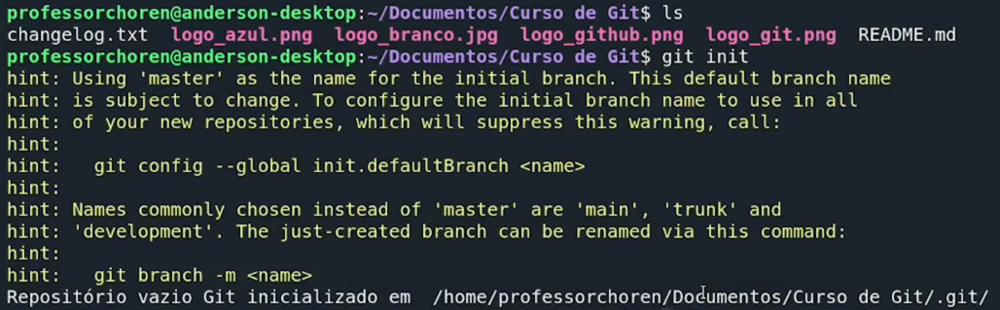 professorchoren@anderson-desktop:~/Documentos/Curso de Git$ ls
changelog.txt  logo_azul.png  logo_branco.jpg  logo_github.png  logo_git.png  README.md
professorchoren@anderson-desktop:~/Documentos/Curso de Git$ git init
hint: Using 'master' as the name for the initial branch. This default branch name
hint: is subject to change. To configure the initial branch name to use in all
hint: of your new repositories, which will suppress this warning, call:
hint:
hint:   git config --global init.defaultBranch <name>
hint:
hint: Names commonly chosen instead of 'master' are 'main', 'trunk' and
hint: 'development'. The just-created branch can be renamed via this command:
hint:
hint:   git branch -m <name>
Repositório vazio Git inicializado em  /home/professorchoren/Documentos/Curso de Git/.git/